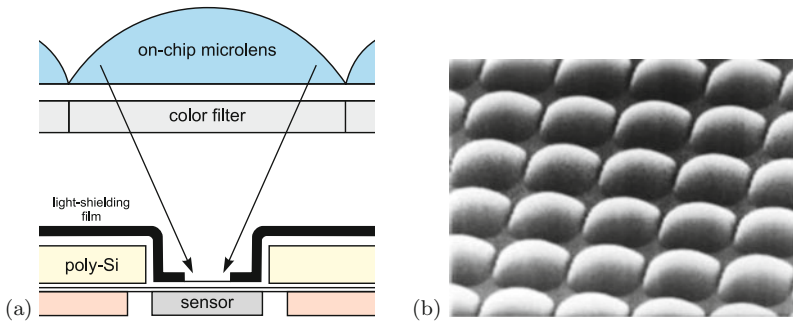 on-chip microlens
color filter
light-shielding
film
poly-Si
sensor
(a)
(b)